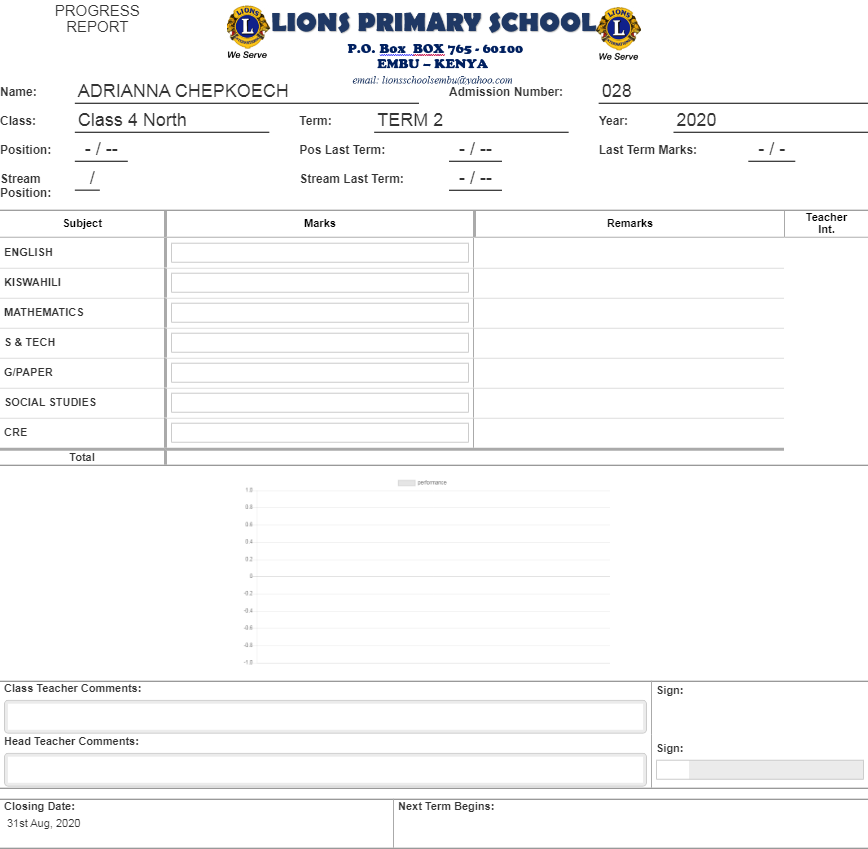 PROGRESS
REPORT
LIONS
L
INTERNATIONAL
We Serve
LIONS PRIMARY SCHOOL
P.O. Box BOX 765 - 60100
EMBU – KENYA
email: lionsschoolsembu@yahoo.com
LIONS
L
INTERNATIONAL
We Serve
Name: ADRIANNA CHEPKOECH Admission Number: 028
Class: Class 4 North Term: TERM 2 Year: 2020
Position: - / -- Pos Last Term: - / -- Last Term Marks: - / -
Stream Position: / Stream Last Term: - / --
Subject Marks Remarks Teacher Int.
ENGLISH
KISWAHILI
MATHEMATICS
S & TECH
G/PAPER
SOCIAL STUDIES
CRE
Total
performance
1.0
0.8
0.6
0.4
0.2
0
-0.2
-0.4
-0.6
-0.8
-1.0
Class Teacher Comments: Sign:
Head Teacher Comments: Sign:
Closing Date: Next Term Begins:
31st Aug, 2020